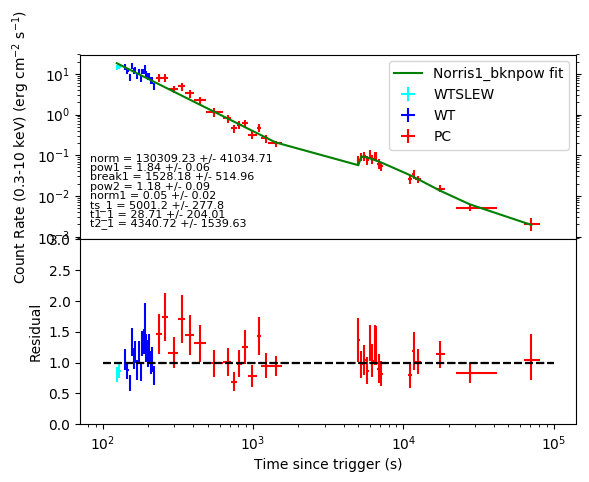 Count Rate (0.3-10 keV) (erg cm⁻² s⁻¹)
10¹
10⁰
10⁻¹
10⁻²
10⁻³
Norris1_bknpow fit
WTSLEW
WT
PC
norm = 130309.23 +/- 41034.71
pow1 = 1.84 +/- 0.06
break1 = 1528.18 +/- 514.96
pow2 = 1.18 +/- 0.09
norm1 = 0.05 +/- 0.02
ts_1 = 5001.2 +/- 277.8
t1_1 = 28.71 +/- 204.01
t2_1 = 4340.72 +/- 1539.63
Residual
3.0
2.5
2.0
1.5
1.0
0.5
0.0
10² 10³ 10⁴ 10⁵
Time since trigger (s)